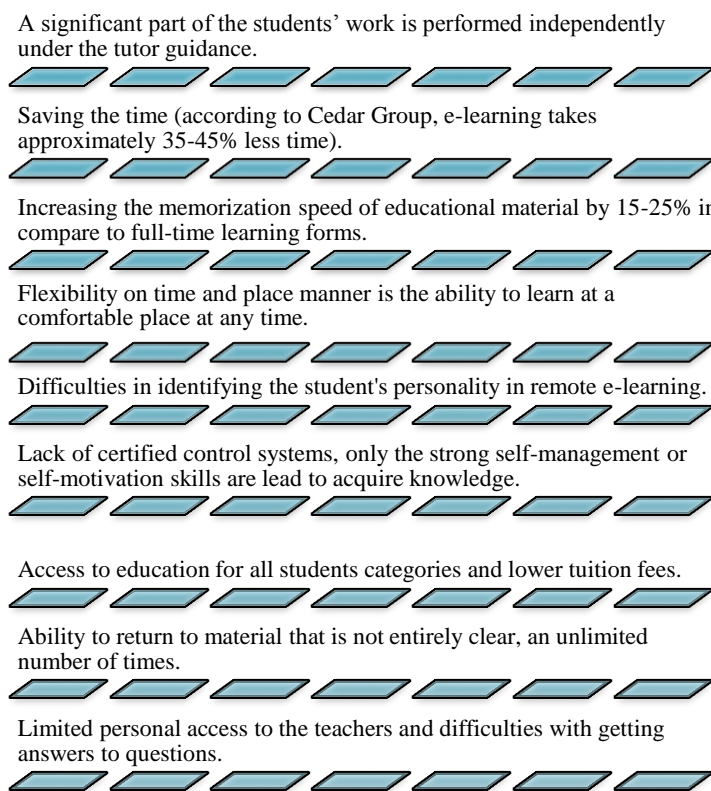 A significant part of the students’ work is performed independently
under the tutor guidance.
Saving the time (according to Cedar Group, e-learning takes
approximately 35-45% less time).
Increasing the memorization speed of educational material by 15-25% in
compare to full-time learning forms.
Flexibility on time and place manner is the ability to learn at a
comfortable place at any time.
Difficulties in identifying the student's personality in remote e-learning.
Lack of certified control systems, only the strong self-management or
self-motivation skills are lead to acquire knowledge.
Access to education for all students categories and lower tuition fees.
Ability to return to material that is not entirely clear, an unlimited
number of times.
Limited personal access to the teachers and difficulties with getting
answers to questions.